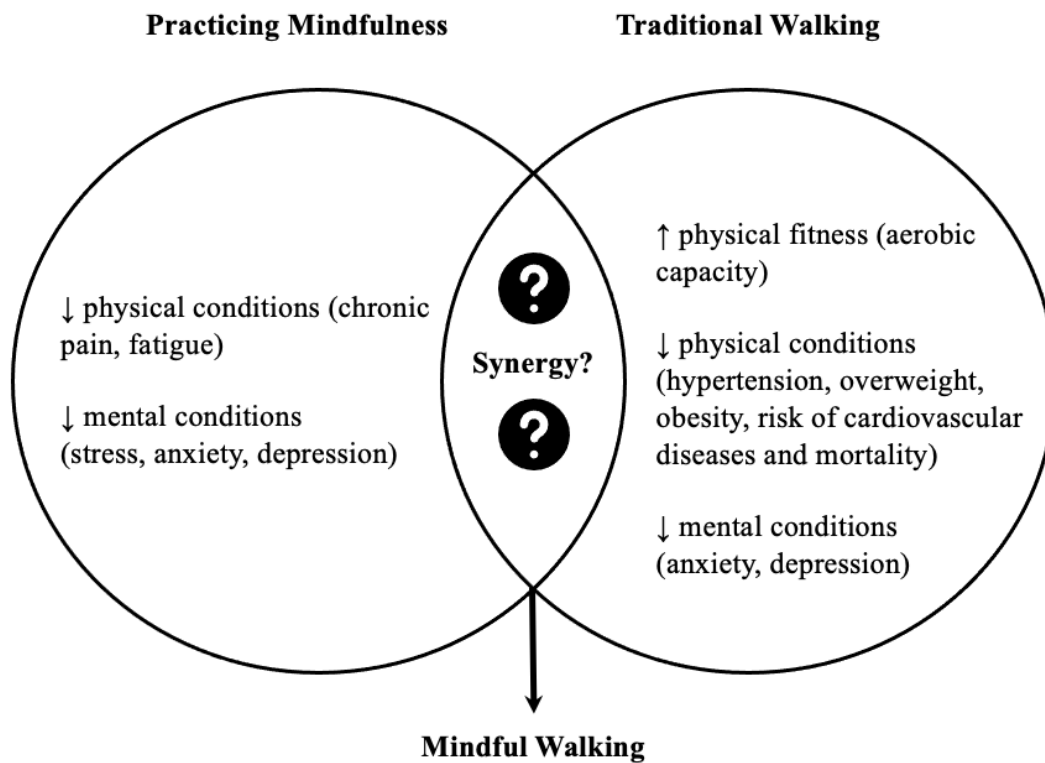 Practicing Mindfulness
Traditional Walking
↓ physical conditions (chronic
pain, fatigue)
↓ mental conditions
(stress, anxiety, depression)
?
Synergy?
?
↑ physical fitness (aerobic
capacity)
↓ physical conditions
(hypertension, overweight,
obesity, risk of cardiovascular
diseases and mortality)
↓ mental conditions
(anxiety, depression)
Mindful Walking